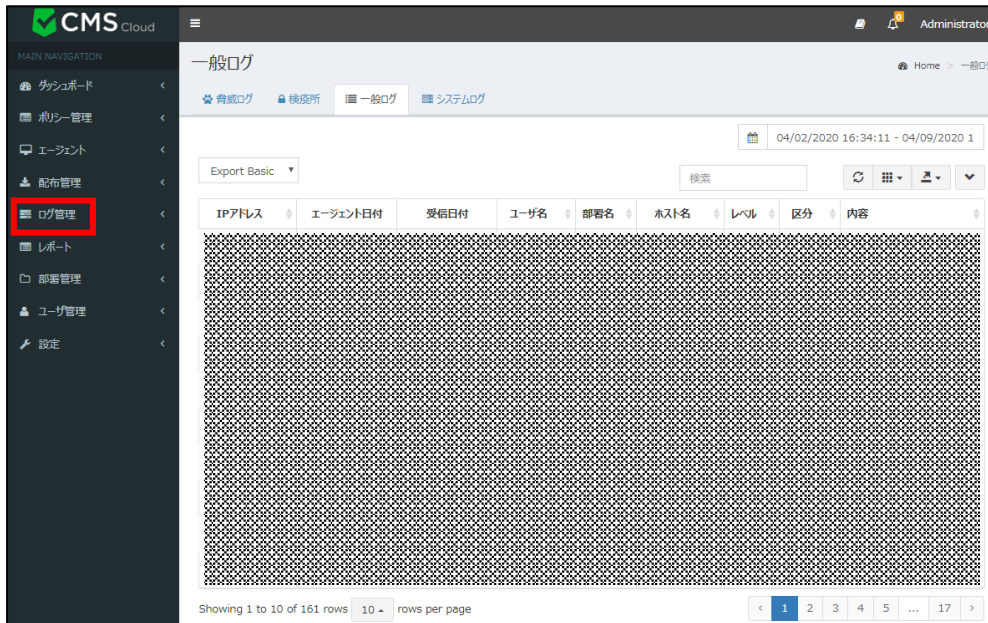 CMS Cloud
Administrator
MAIN NAVIGATION
ダッシュボード
ポリシー管理
エージェント
配布管理
ログ管理
レポート
部署管理
ユーザ管理
設定
0
一般ログ
Home > 一般ログ
脅威ログ 検疫所 一般ログ システムログ
04/02/2020 16:34:11 - 04/09/2020 1
Export Basic
検索
IPアドレス エージェント日付 受信日付 ユーザ名 部署名 ホスト名 レベル 区分 内容
Showing 1 to 10 of 161 rows 10 rows per page
‹ 1 2 3 4 5 ... 17 ›